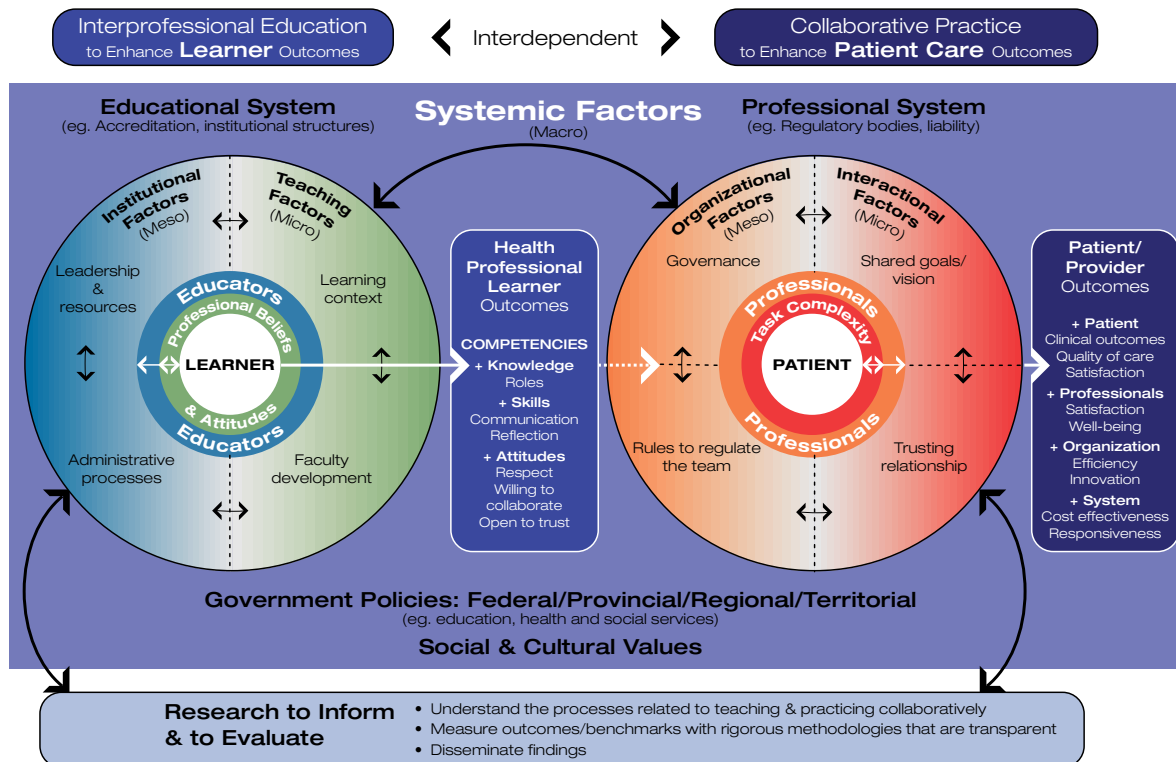 Interprofessional Education
to Enhance Learner Outcomes
Interdependent
Collaborative Practice
to Enhance Patient Care Outcomes
Educational System
(eg. Accreditation, institutional structures)
Systemic Factors
(Macro)
Professional System
(eg. Regulatory bodies, liability)
Institutional
Factors
(Meso)
Teaching
Factors
(Micro)
Leadership
&
resources
Learning
context
Educators
Professional Beliefs
LEARNER
& Attitudes
Educators
Administrative
processes
Faculty
development
Health
Professional
Learner
Outcomes
COMPETENCIES
+ Knowledge
Roles
+ Skills
Communication
Reflection
+ Attitudes
Respect
Willing to
collaborate
Open to trust
Organizational
Factors
(Meso)
Interactional
Factors
(Micro)
Governance
Shared goals/
vision
Professionals
Task Complexity
PATIENT
Professionals
Rules to regulate
the team
Trusting
relationship
Patient/
Provider
Outcomes
+ Patient
Clinical outcomes
Quality of care
Satisfaction
+ Professionals
Satisfaction
Well-being
+ Organization
Efficiency
Innovation
+ System
Cost effectiveness
Responsiveness
Government Policies: Federal/Provincial/Regional/Territorial
(eg. education, health and social services)
Social & Cultural Values
Research to Inform
& to Evaluate
• Understand the processes related to teaching & practicing collaboratively
• Measure outcomes/benchmarks with rigorous methodologies that are transparent
• Disseminate findings